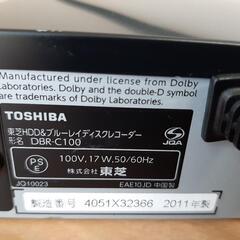 Manufactured under license from Dolby
Laboratories. Dolby and the double-D symbol
are trademarks of Dolby Laboratories.
TOSHIBA
東芝HDD&ブルーレイディスクレコーダー
形名 DBR-C100
JQA
PS
E
100V, 17W, 50/60Hz
株式会社 東芝
JQ10023
EAE10JD 中国製
製造番号 4051X32366 2011年製